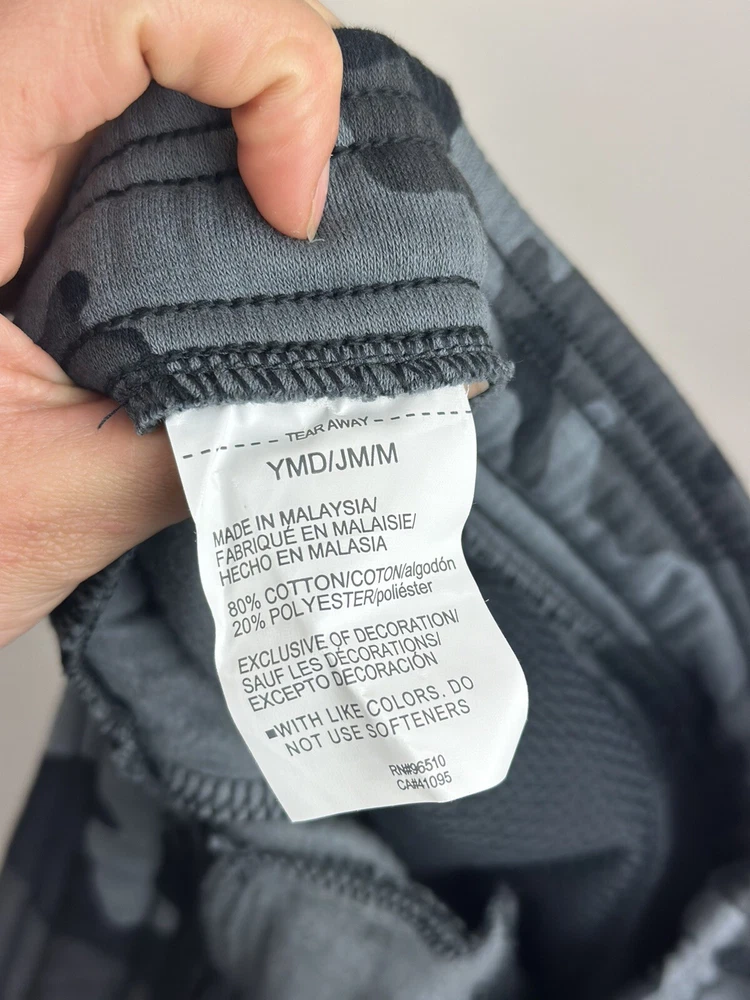 TEAR AWAY
YMD/JM/M
MADE IN MALAYSIA/
FABRIQUÉ EN MALAISIE/
HECHO EN MALASIA
80% COTTON/COTON/algodón
20% POLYESTER/poliéster
EXCLUSIVE OF DECORATION/
SAUF LES DÉCORATIONS/
EXCEPTO DECORACIÓN
■WITH LIKE COLORS. DO
NOT USE SOFTENERS
RN#96510
CA#41095